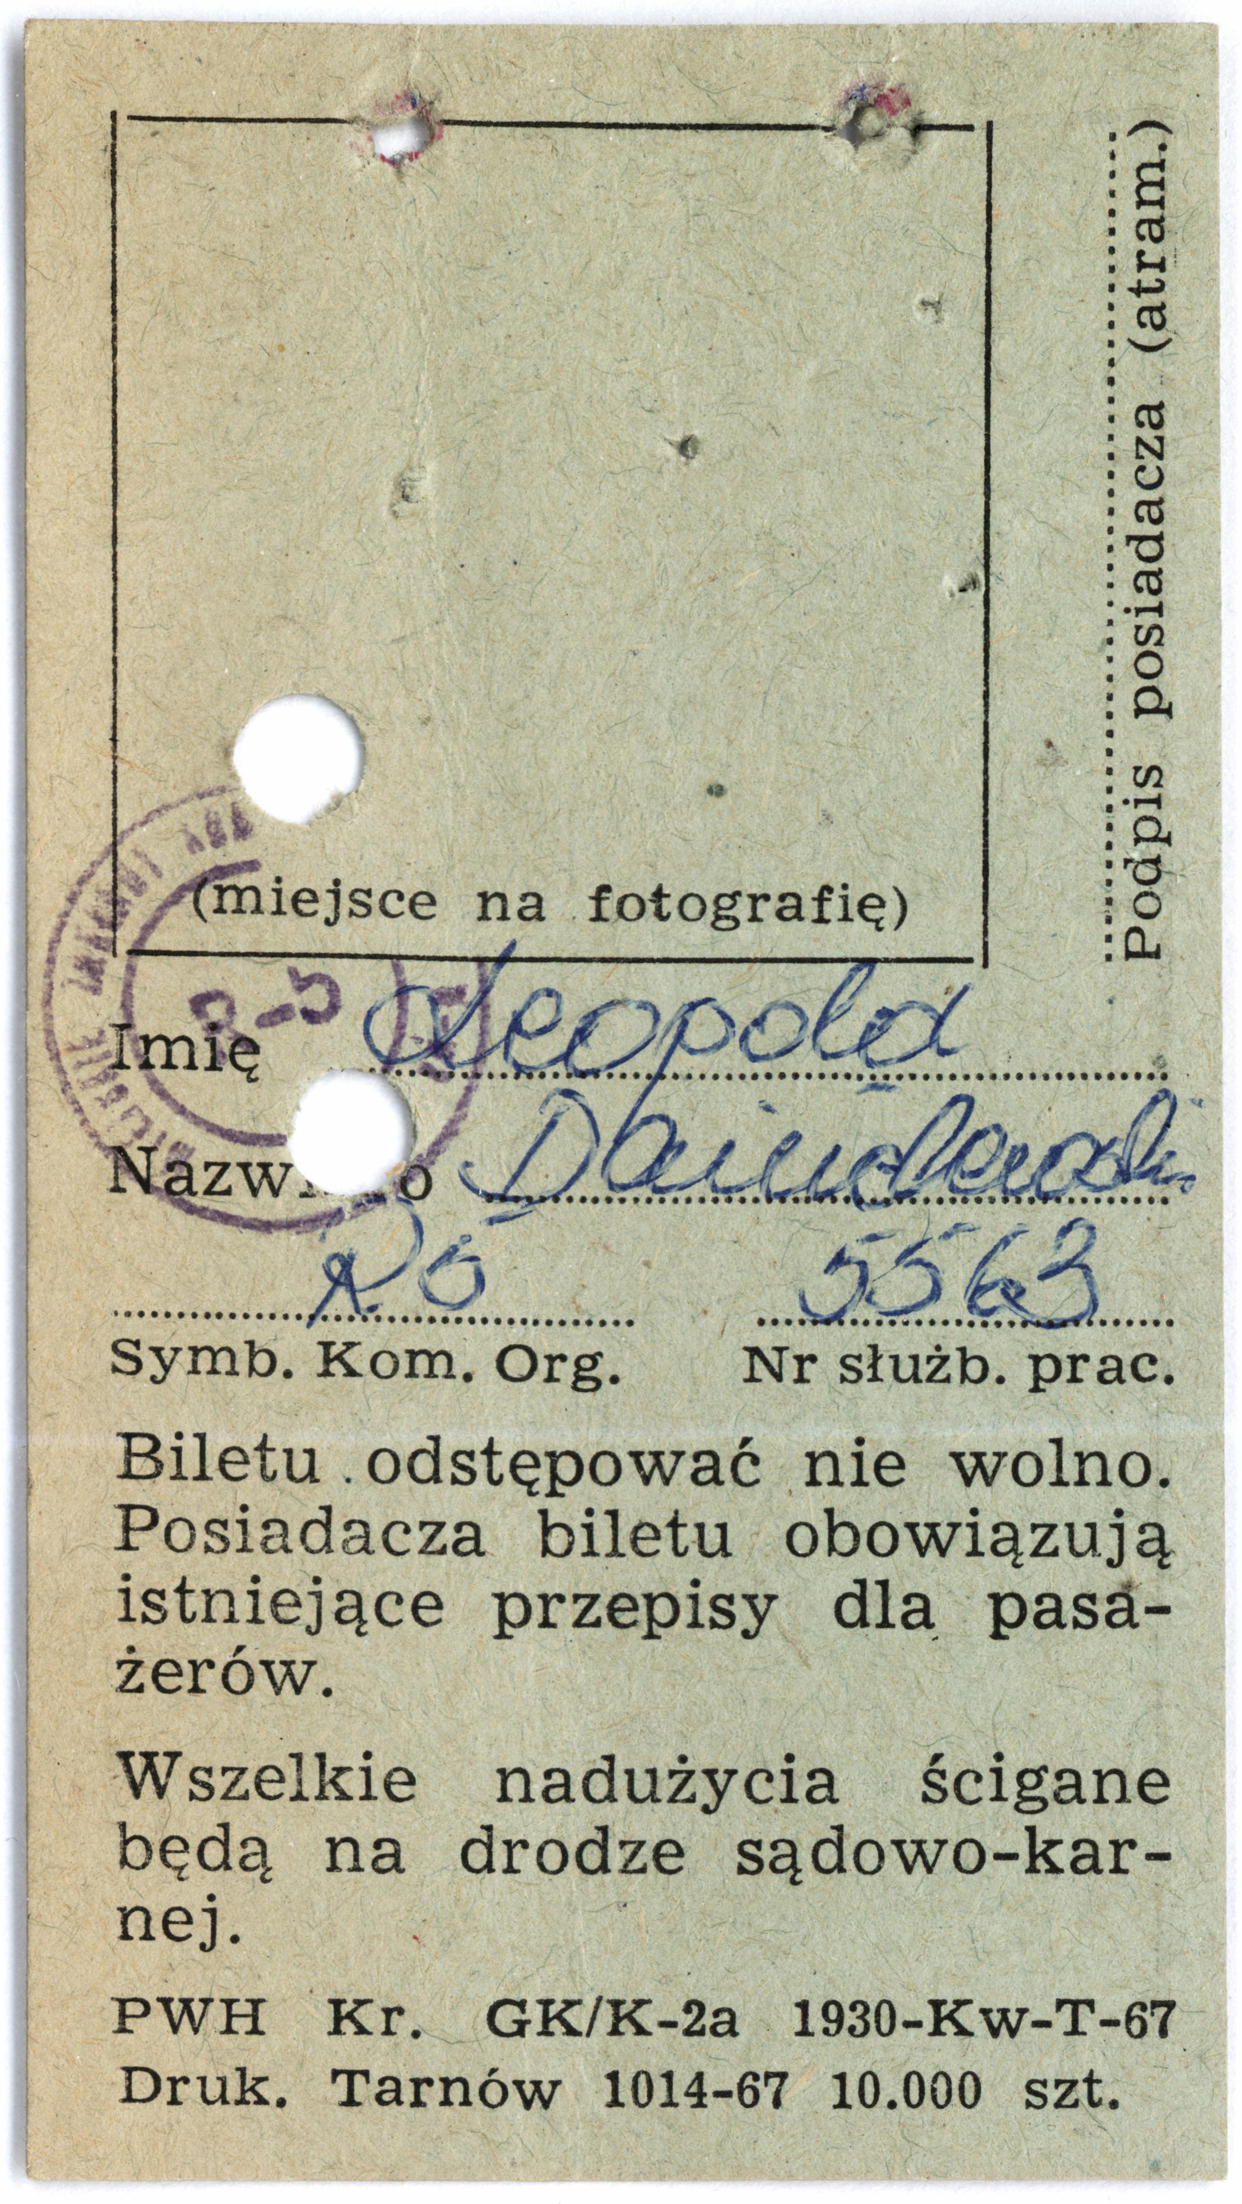 (miejsce na fotografię)
Podpis posiadacza (atram.)
Imię Leopold
Nazwisko
5563
Symb. Kom. Org. Nr służb. prac.
Biletu odstępować nie wolno.
Posiadacza biletu obowiązują
istniejące przepisy dla pasa-
żerów.
Wszelkie nadużycia ścigane
będą na drodze sądowo-kar-
nej.
PWH Kr. GK/K-2a 1930-Kw-T-67
Druk. Tarnów 1014-67 10.000 szt.